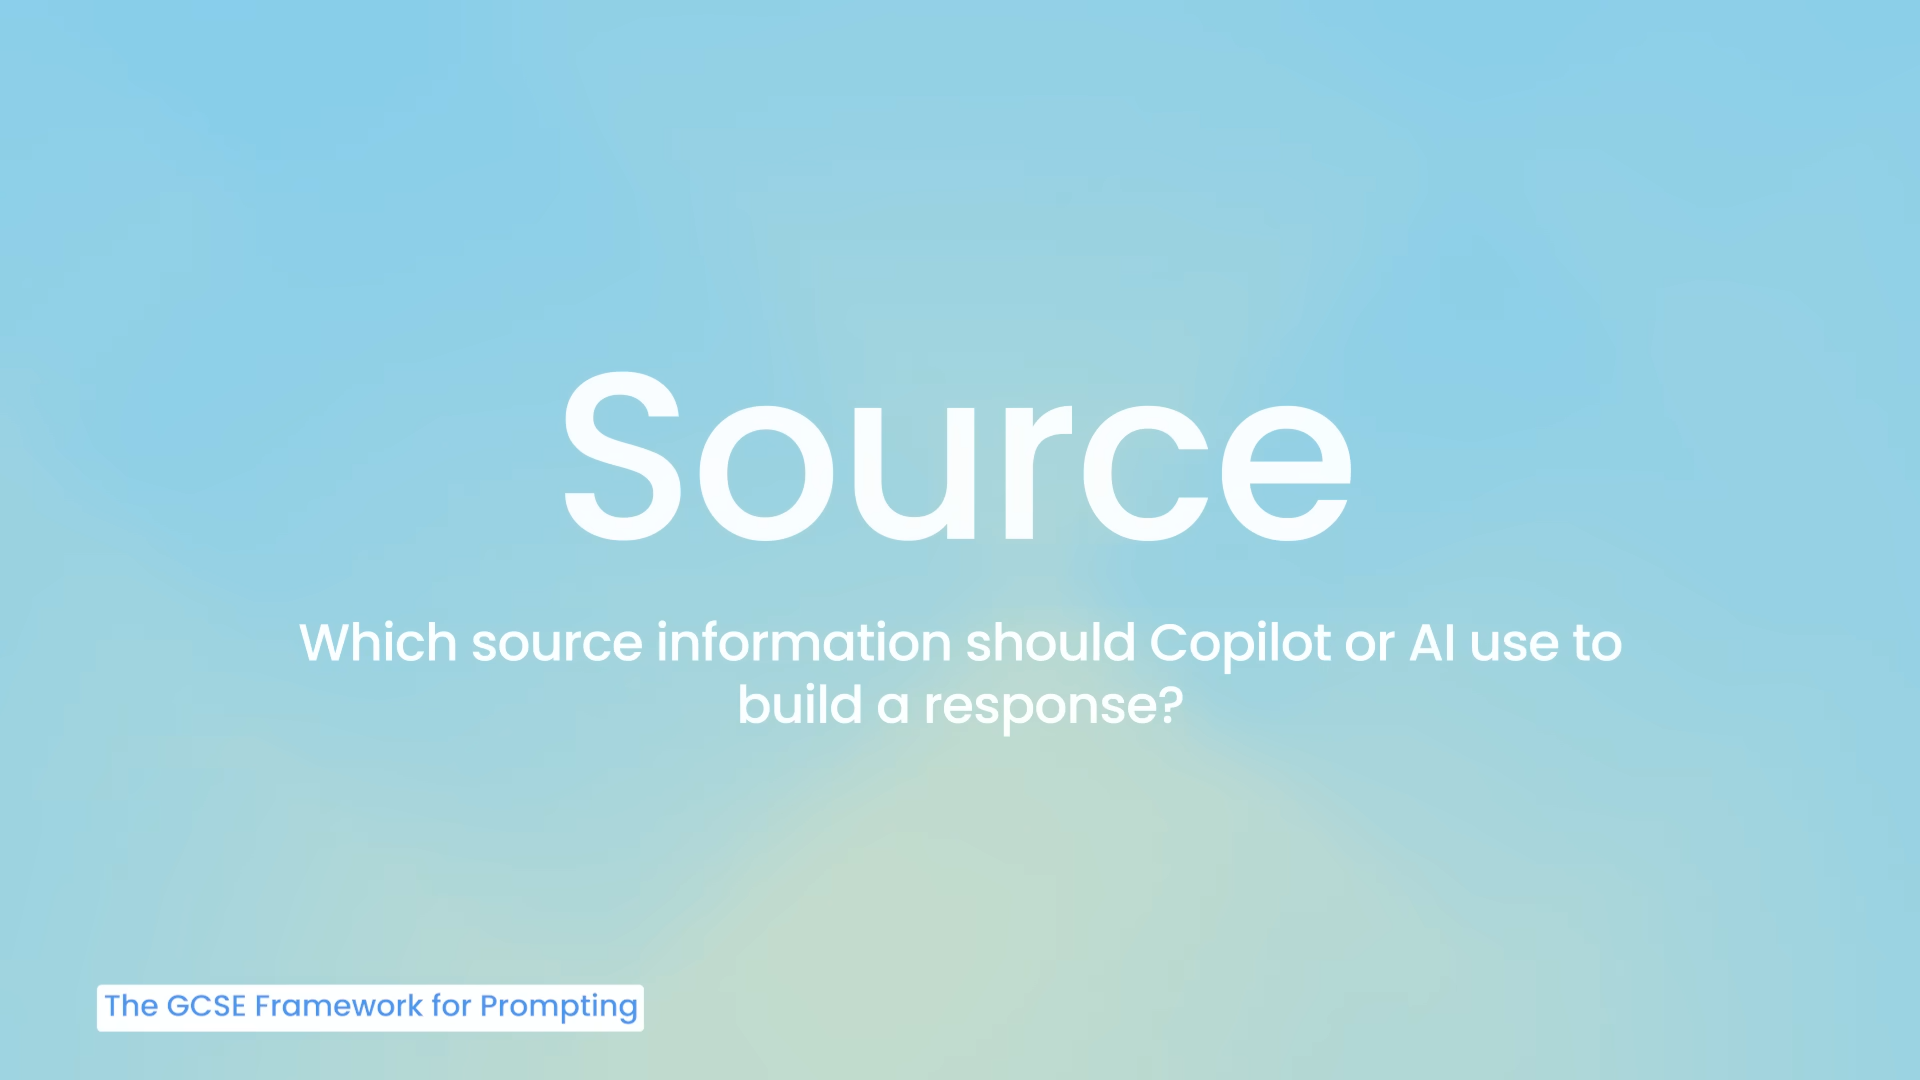 Source
Which source information should Copilot or AI use to
build a response?
The GCSE Framework for Prompting